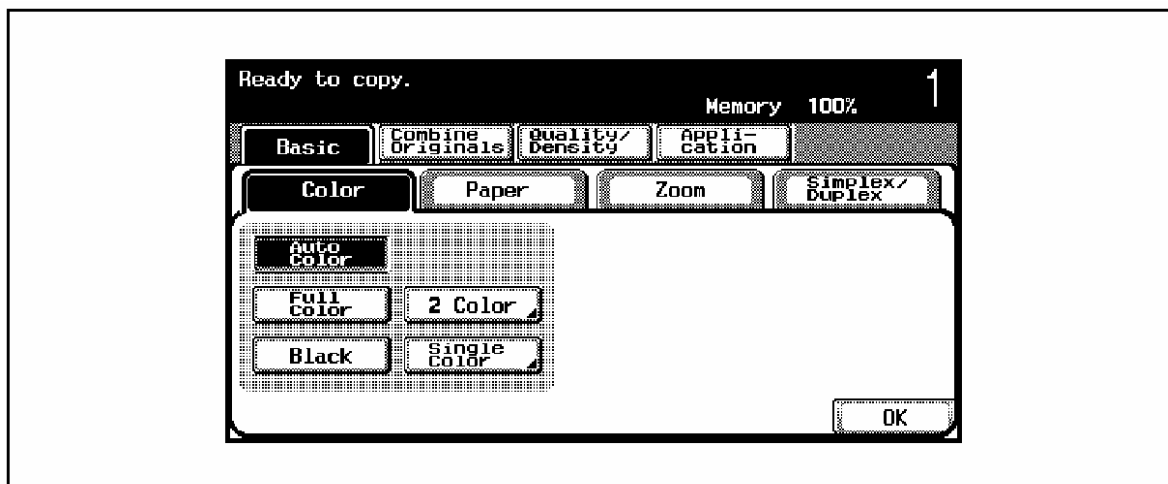 Ready to copy.
1
Memory 100%
Basic
Combine
Originals
Quality/
Density
Appli-
cation
Color
Paper
Zoom
Simplex/
Duplex
Auto
Color
Full
Color
2 Color
Black
Single
Color
OK